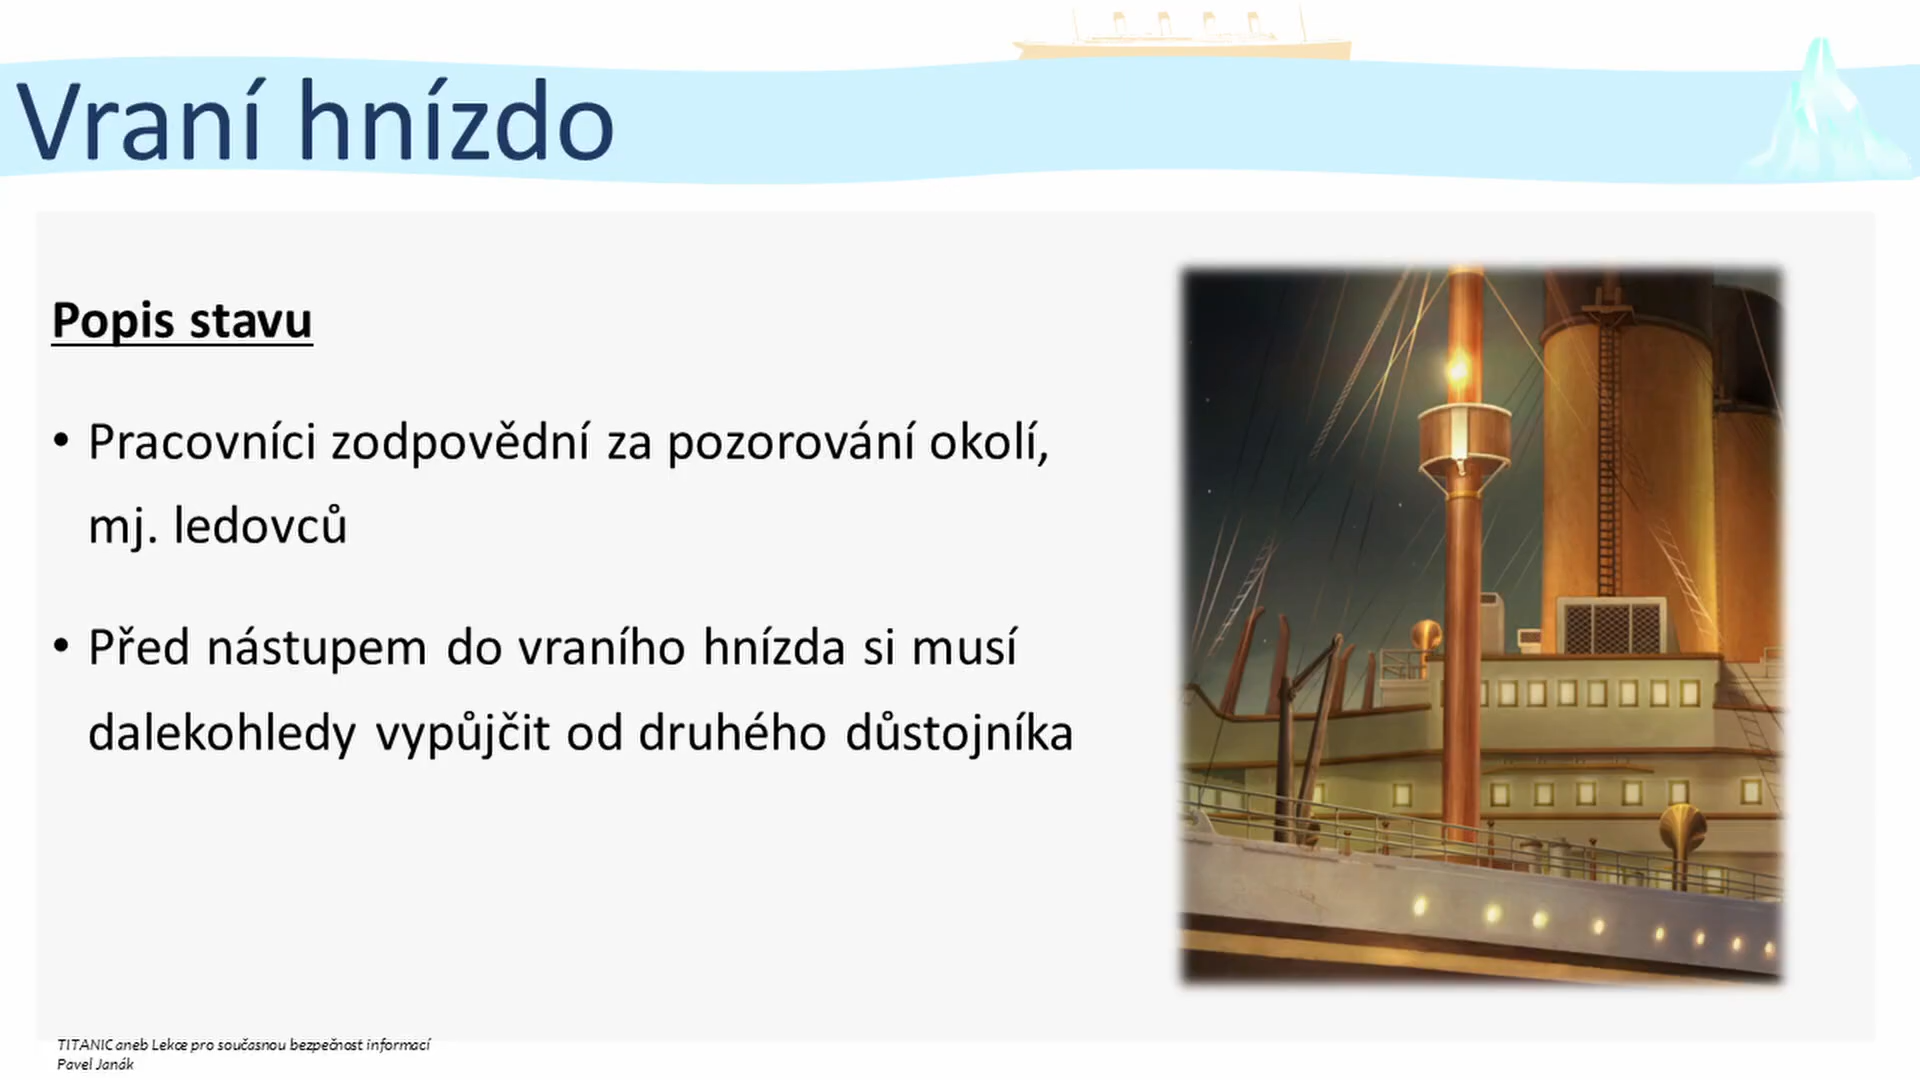 Vraní hnízdo
Popis stavu
• Pracovníci zodpovědní za pozorování okolí,
mj. ledovců
• Před nástupem do vraního hnízda si musí
dalekohledy vypůjčit od druhého důstojníka
TITANIC aneb Lekce pro současnou bezpečnost informací
Pavel Janák